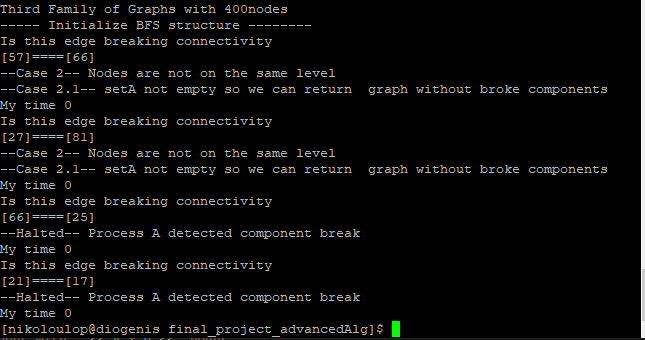 Third Family of Graphs with 400nodes
----- Initialize BFS structure --------
Is this edge breaking connectivity
[57]====[66]
--Case 2-- Nodes are not on the same level
--Case 2.1-- setA not empty so we can return  graph without broke components
My time 0
Is this edge breaking connectivity
[27]====[81]
--Case 2-- Nodes are not on the same level
--Case 2.1-- setA not empty so we can return  graph without broke components
My time 0
Is this edge breaking connectivity
[66]====[25]
--Halted-- Process A detected component break
My time 0
Is this edge breaking connectivity
[21]====[17]
--Halted-- Process A detected component break
My time 0
[nikoloulop@diogenis final_project_advancedAlg]$